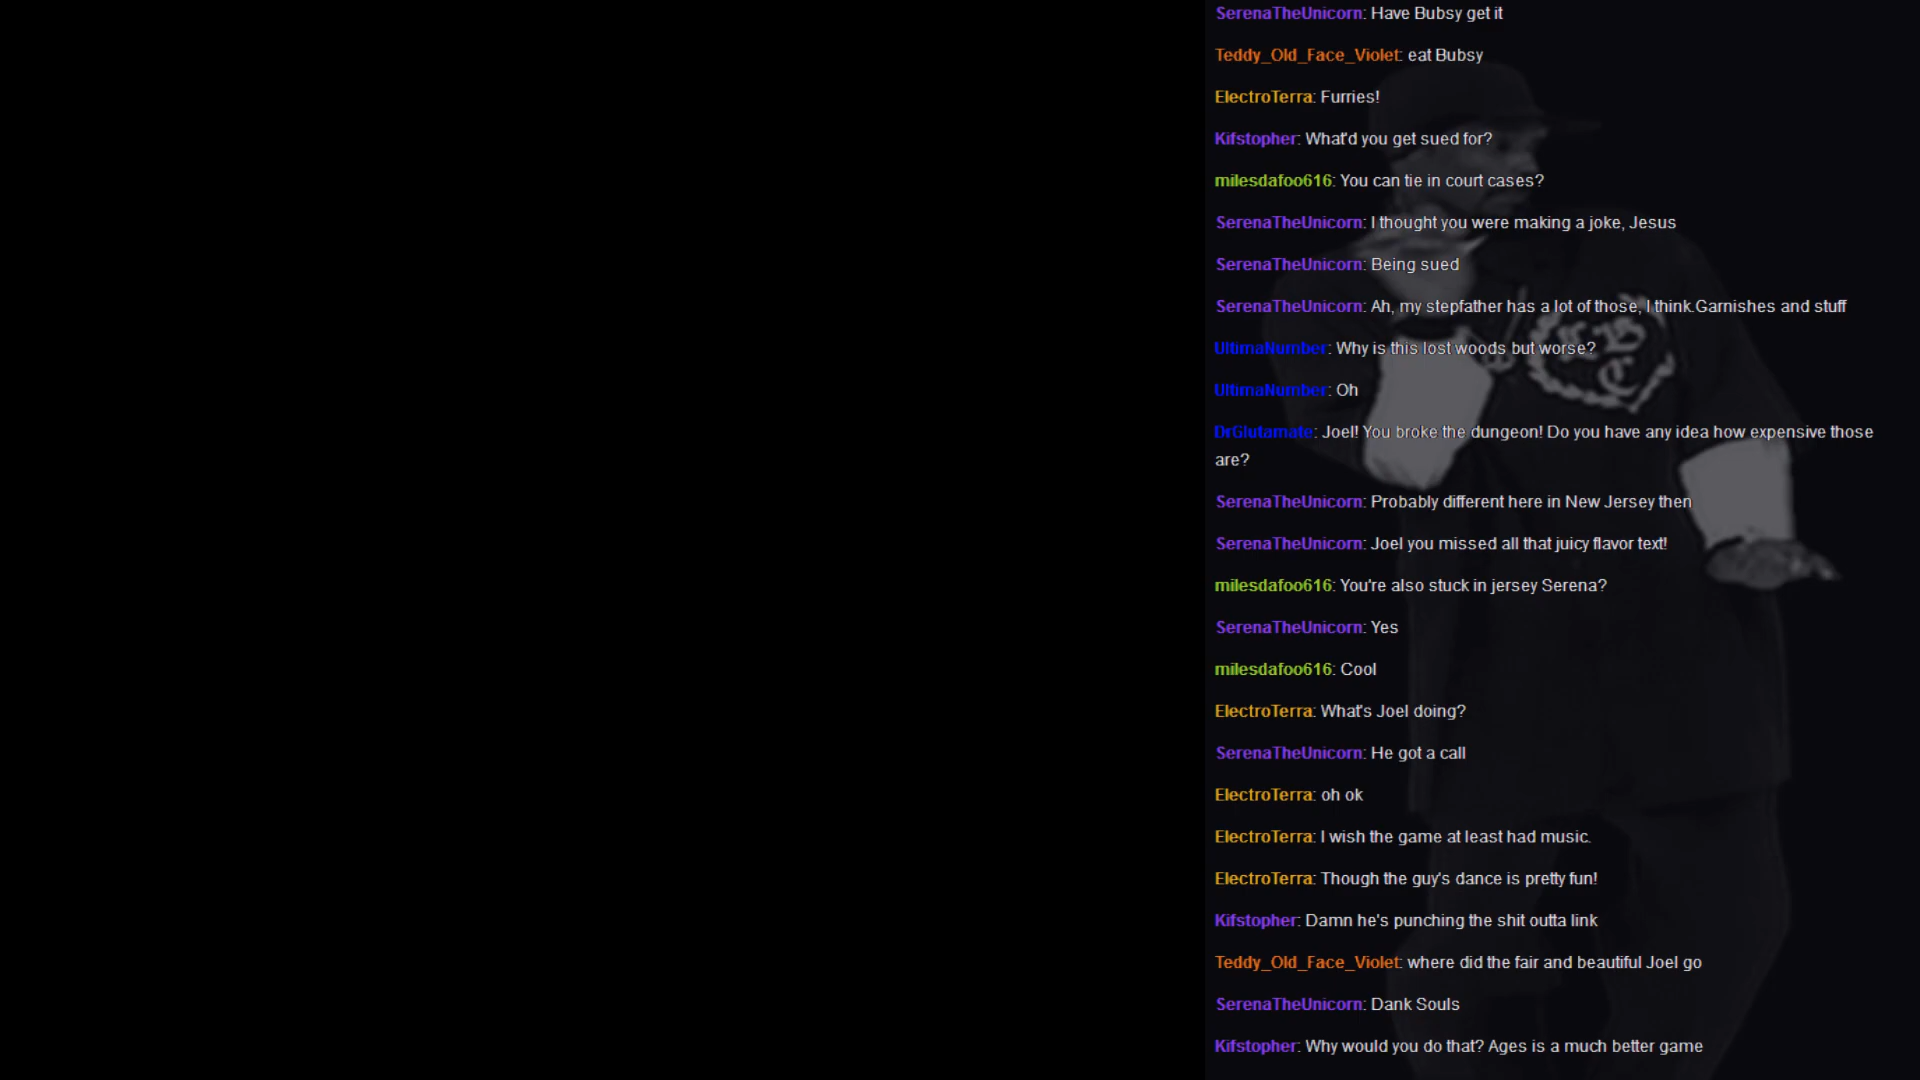 SerenaTheUnicorn: Have Bubsy get it
Teddy_Old_Face_Violet: eat Bubsy
ElectroTerra: Furries!
Kifstopher: What'd you get sued for?
milesdafoo616: You can tie in court cases?
SerenaTheUnicorn: I thought you were making a joke, Jesus
SerenaTheUnicorn: Being sued
SerenaTheUnicorn: Ah, my stepfather has a lot of those, I think.Garnishes and stuff
UltimaNumber: Why is this lost woods but worse?
UltimaNumber: Oh
DrGlutamate: Joel! You broke the dungeon! Do you have any idea how expensive those
are?
SerenaTheUnicorn: Probably different here in New Jersey then
SerenaTheUnicorn: Joel you missed all that juicy flavor text!
milesdafoo616: You're also stuck in jersey Serena?
SerenaTheUnicorn: Yes
milesdafoo616: Cool
ElectroTerra: What's Joel doing?
SerenaTheUnicorn: He got a call
ElectroTerra: oh ok
ElectroTerra: I wish the game at least had music.
ElectroTerra: Though the guy's dance is pretty fun!
Kifstopher: Damn he's punching the shit outta link
Teddy_Old_Face_Violet: where did the fair and beautiful Joel go
SerenaTheUnicorn: Dank Souls
Kifstopher: Why would you do that? Ages is a much better game